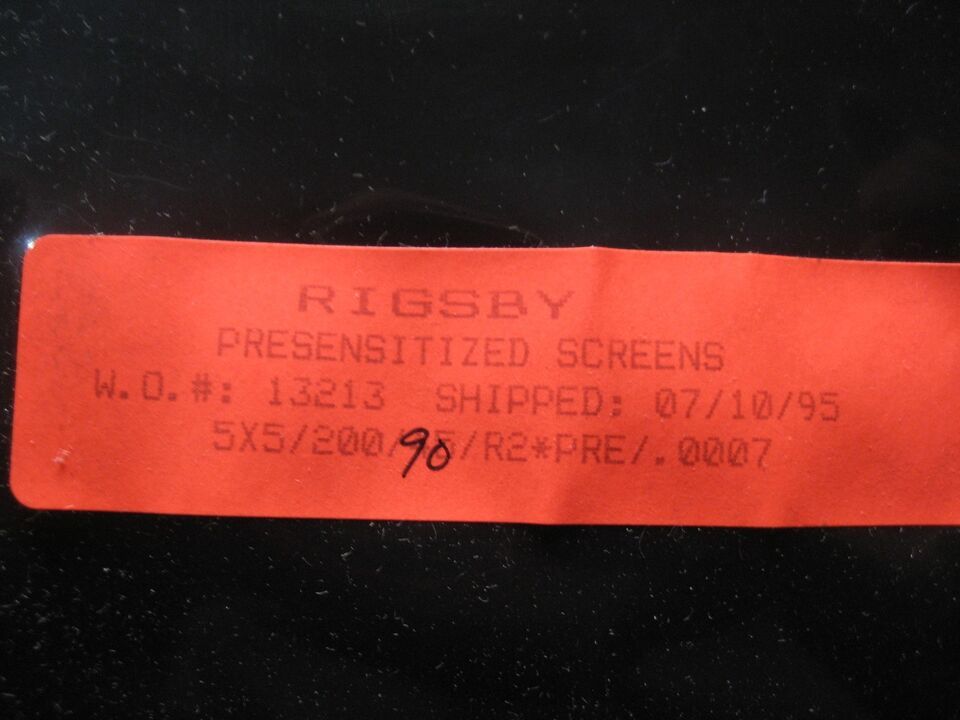 RIGSBY
PRESENSITIZED SCREENS
W.O.#: 13213 SHIPPED: 07/10/95
5X5/200/90/R2*PRE/.0007